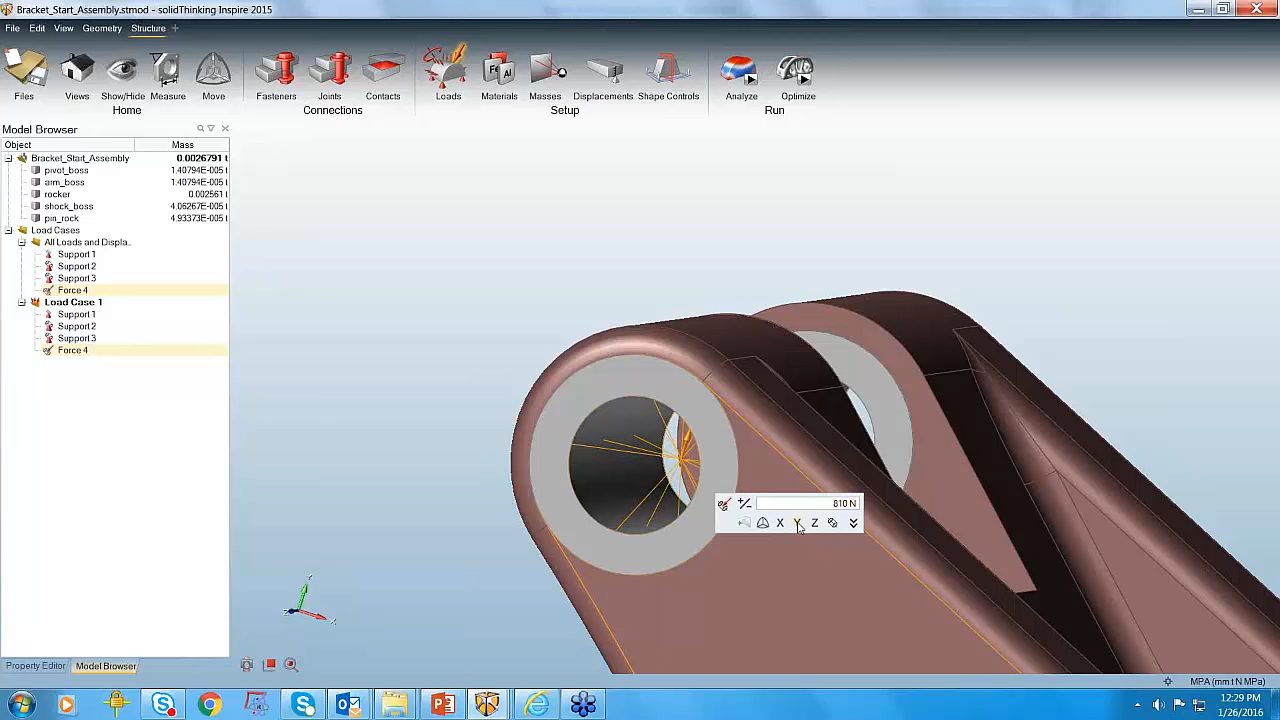 Bracket_Start_Assembly.stmod - solidThinking Inspire 2015
File Edit View Geometry Structure +
Files Views Show/Hide Measure Move Fasteners Joints Contacts Loads Materials Masses Displacements Shape Controls Analyze Optimize
Home Connections Setup Run
Model Browser
Object Mass
Bracket_Start_Assembly 0.0026791 t
pivot_boss 1.40794E-005 t
arm_boss 1.40794E-005 t
rocker 0.002561 t
shock_boss 4.06267E-005 t
pin_rock 4.93373E-005 t
Load Cases
All Loads and Displa..
Support 1
Support 2
Support 3
Force 4
Load Case 1
Support 1
Support 2
Support 3
Force 4
810 N
X Y Z
Y
Z X
Property Editor Model Browser
MPA (mm t N MPa)
12:29 PM
1/26/2016